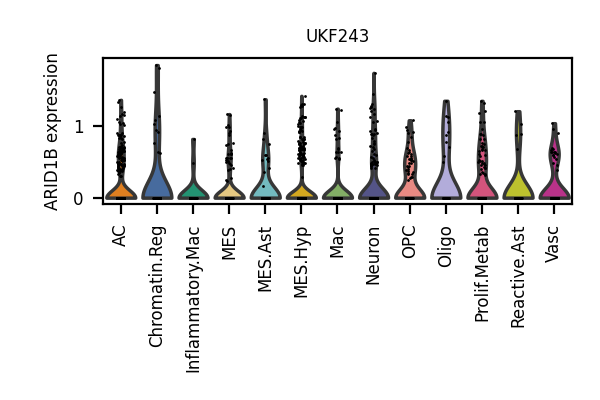 UKF243
ARID1B expression
1
0
AC
Chromatin.Reg
Inflammatory.Mac
MES
MES.Ast
MES.Hyp
Mac
Neuron
OPC
Oligo
Prolif.Metab
Reactive.Ast
Vasc